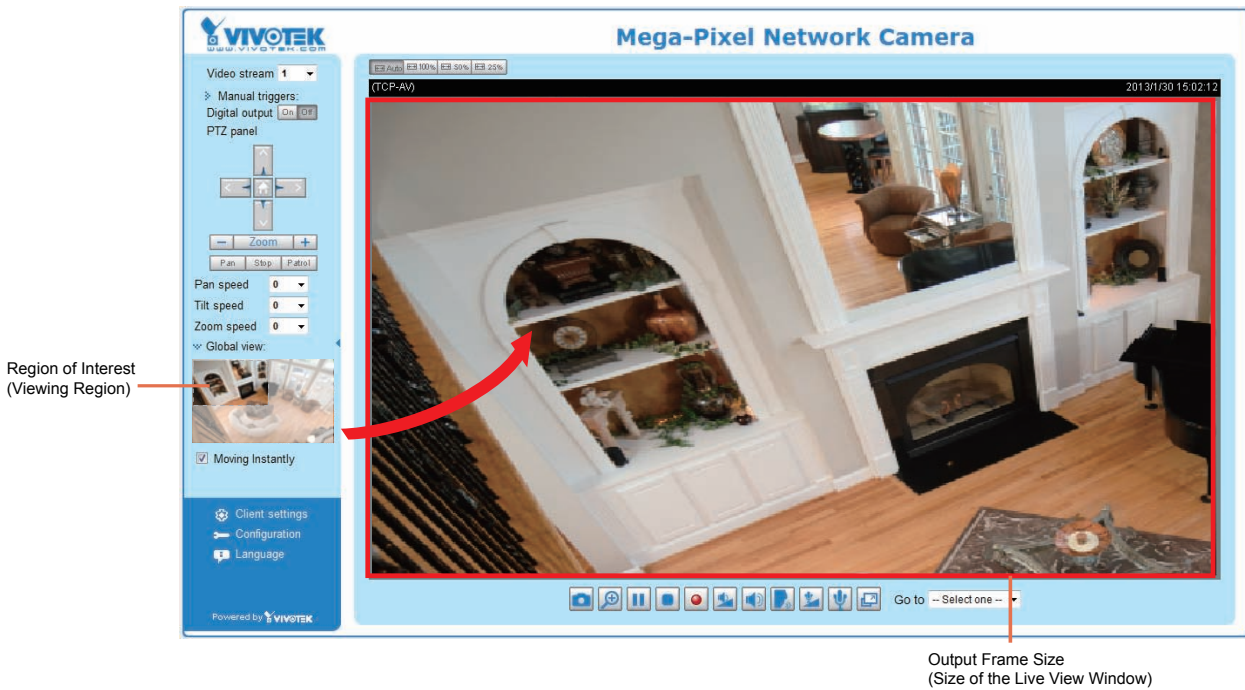 VIVOTEK
www.vivotek.com
Mega-Pixel Network Camera
Video stream 1
Manual triggers:
Digital output On Off
PTZ panel
Zoom
Pan Stop Patrol
Pan speed 0
Tilt speed 0
Zoom speed 0
Global view:
Moving Instantly
Client settings
Configuration
Language
Powered by VIVOTEK
Auto 100% 50% 25%
(TCP-AV) 2013/1/30 15:02:12
Go to -- Select one --
Region of Interest
(Viewing Region)
Output Frame Size
(Size of the Live View Window)